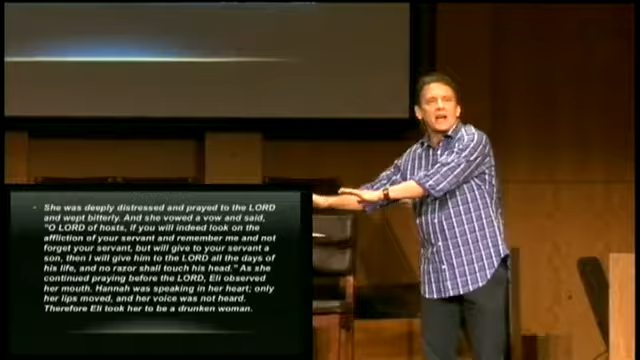 - She was deeply distressed and prayed to the LORD
and wept bitterly. And she vowed a vow and said,
"O LORD of hosts, if you will indeed look on the
affliction of your servant and remember me and not
forget your servant, but will give to your servant a
son, then I will give him to the LORD all the days of
his life, and no razor shall touch his head." As she
continued praying before the LORD, Eli observed
her mouth. Hannah was speaking in her heart; only
her lips moved, and her voice was not heard.
Therefore Eli took her to be a drunken woman.